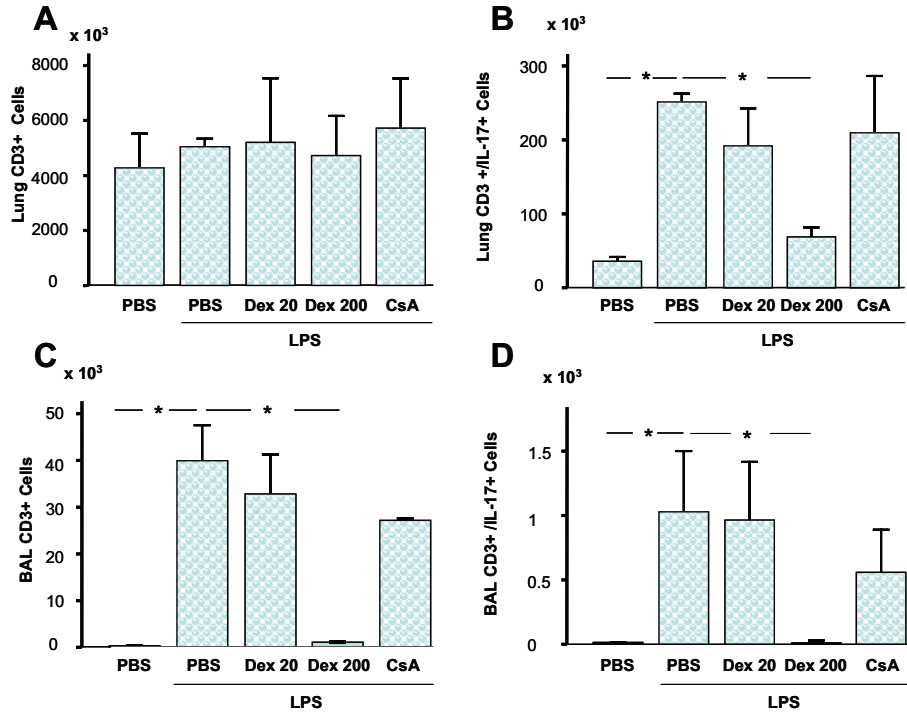 A
x 10³
Lung CD3+ Cells
8000
6000
4000
2000
0
PBS PBS Dex 20 Dex 200 CsA
LPS
B
x 10³
Lung CD3 +/IL-17+ Cells
300
200
100
0
* *
PBS PBS Dex 20 Dex 200 CsA
LPS
C
x 10³
BAL CD3+ Cells
50
40
30
20
10
0
* *
PBS PBS Dex 20 Dex 200 CsA
LPS
D
x 10³
BAL CD3+ /IL-17+ Cells
1.5
1
0.5
0
* *
PBS PBS Dex 20 Dex 200 CsA
LPS